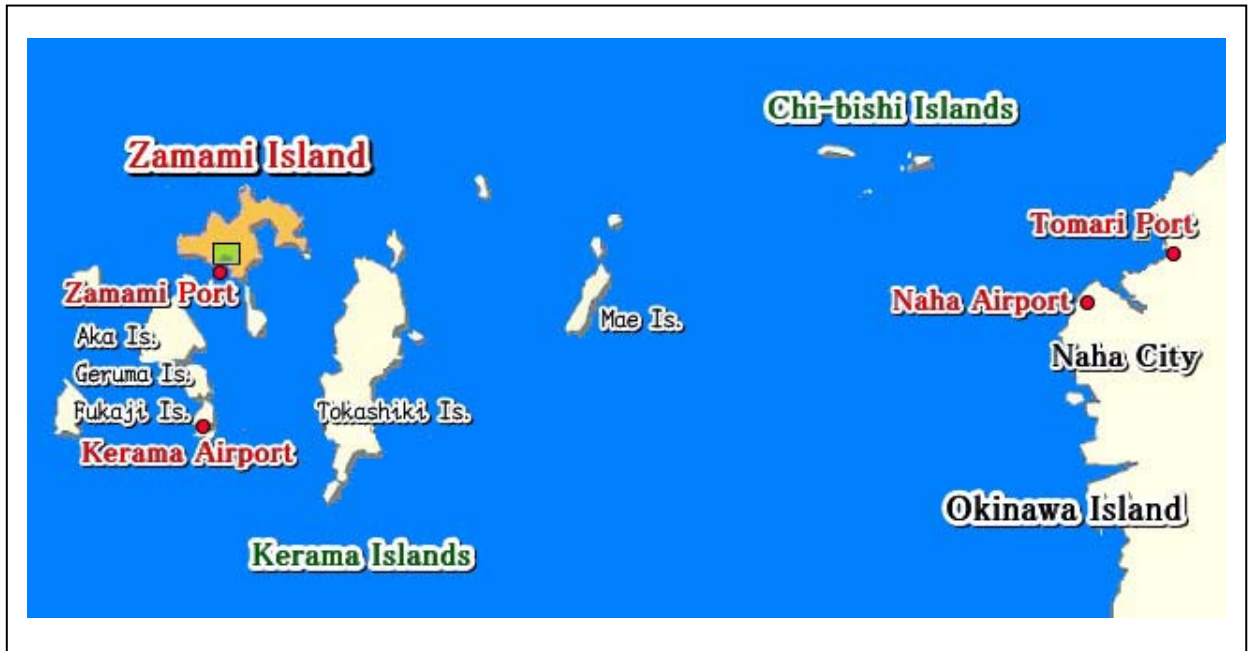 Chi-bishi Islands
Zamami Island
Tomari Port
Zamami Port
Naha Airport
Mae Is.
Aka Is.
Naha City
Geruma Is.
Fukaji Is.
Tokashiki Is.
Kerama Airport
Okinawa Island
Kerama Islands